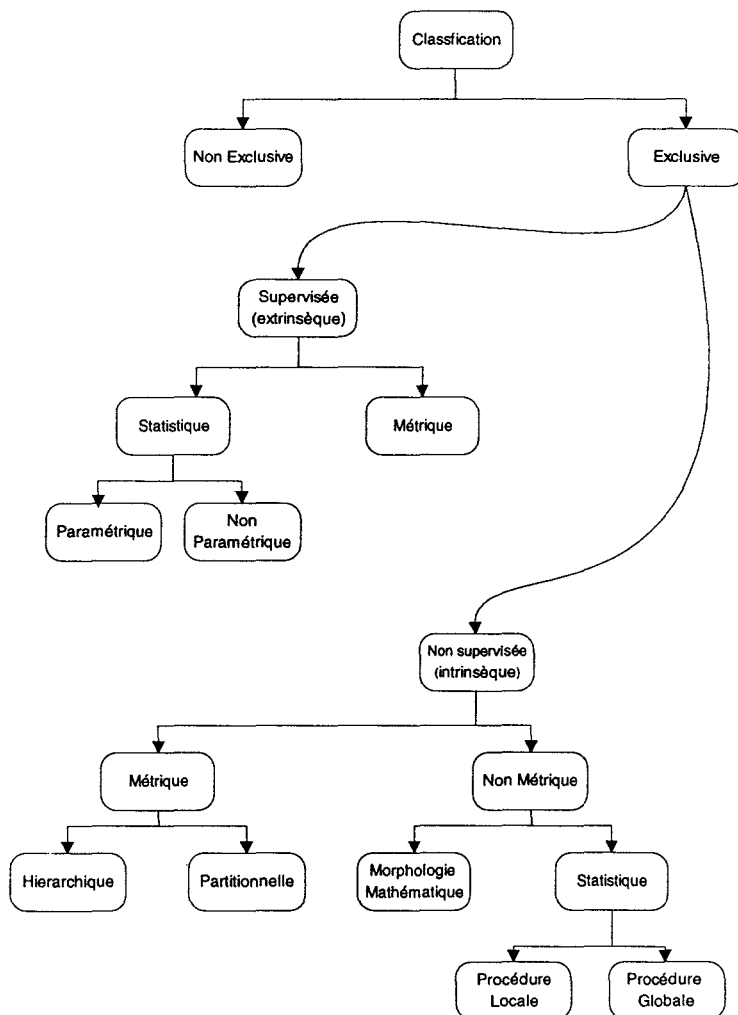 Classfication
Non Exclusive
Exclusive
Supervisée
(extrinsèque)
Statistique
Métrique
Paramétrique
Non
Paramétrique
Non supervisée
(intrinsèque)
Métrique
Non Métrique
Hierarchique
Partitionnelle
Morphologie
Mathématique
Statistique
Procédure
Locale
Procédure
Globale